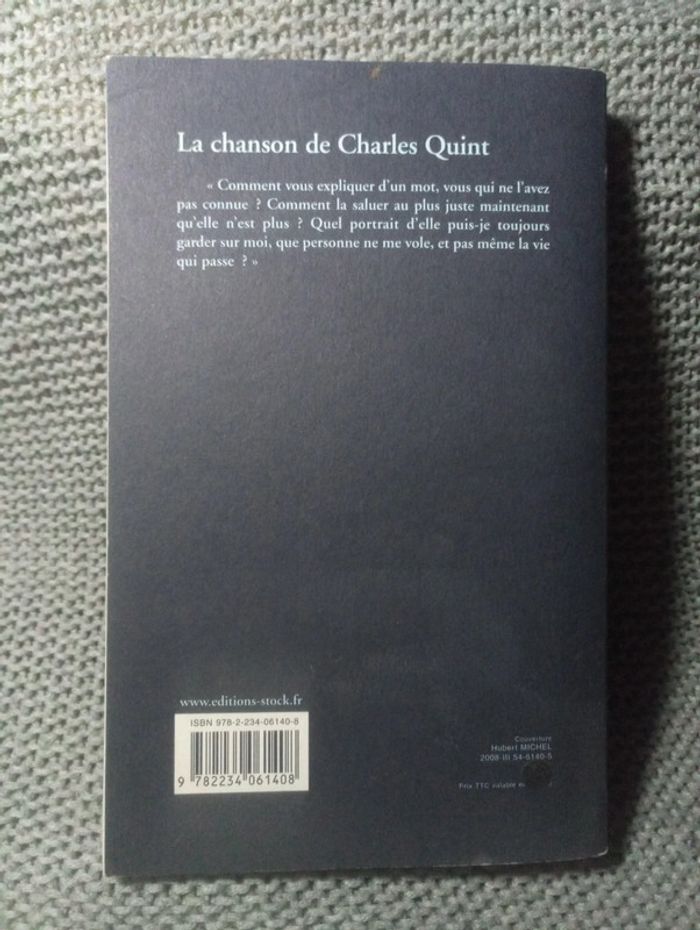 La chanson de Charles Quint
« Comment vous expliquer d'un mot, vous qui ne l'avez
pas connue ? Comment la saluer au plus juste maintenant
qu'elle n'est plus ? Quel portrait d'elle puis-je toujours
garder sur moi, que personne ne me vole, et pas même la vie
qui passe ? »
www.editions-stock.fr
ISBN 978-2-234-06140-8
9 782234 061408
Couverture
Hubert MICHEL
2008-III 54-6140-5
Prix TTC valable